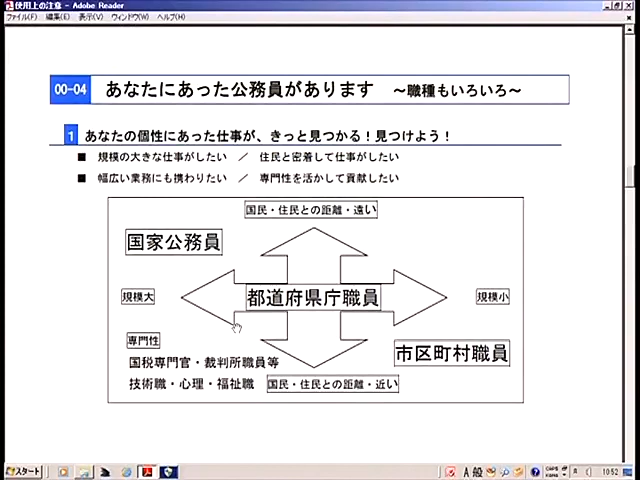 使用上の注意 - Adobe Reader
ファイル(F) 編集(E) 表示(V) ウィンドウ(W) ヘルプ(H)
00-04 あなたにあった公務員があります ～職種もいろいろ～
1 あなたの個性にあった仕事が、きっと見つかる！見つけよう！
■ 規模の大きな仕事がしたい ／ 住民と密着して仕事がしたい
■ 幅広い業務にも携わりたい ／ 専門性を活かして貢献したい
国民・住民との距離・遠い
国家公務員
規模大 都道府県庁職員 規模小
専門性
市区町村職員
国税専門官・裁判所職員等
技術職・心理・福祉職 国民・住民との距離・近い
スタート A 般 CAPS KANA 10:52